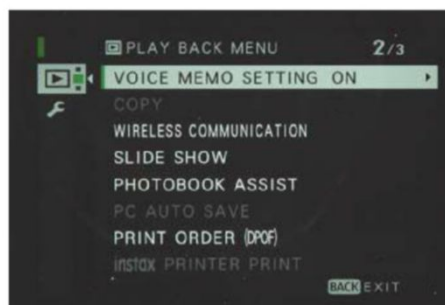 PLAY BACK MENU 2/3
VOICE MEMO SETTING ON
COPY
WIRELESS COMMUNICATION
SLIDE SHOW
PHOTOBOOK ASSIST
PC AUTO SAVE
PRINT ORDER (DPOF)
instax PRINTER PRINT
BACK EXIT